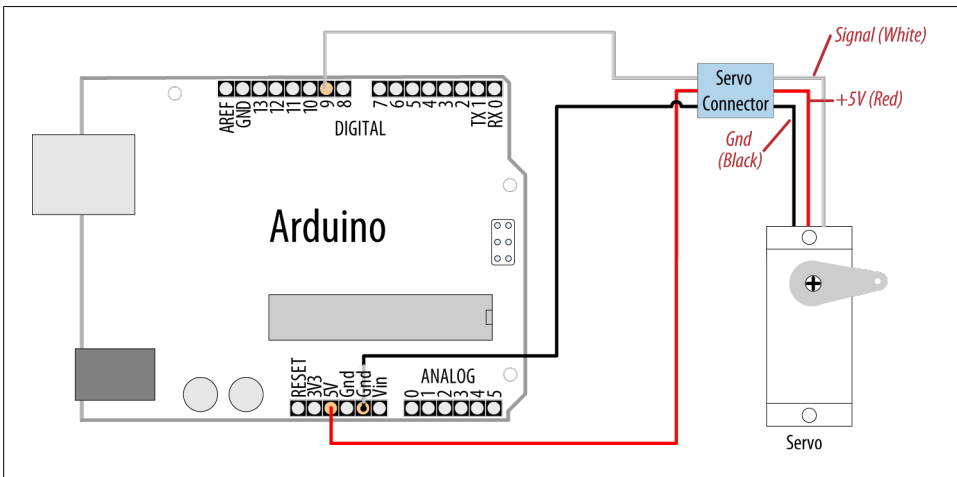 Signal (White)
Servo
Connector
+5V (Red)
Gnd
(Black)
AREF
GND
13
12
11
10
9
8
7
6
5
4
3
2
TX 1
RX 0
DIGITAL
Arduino
RESET
3V3
5V
Gnd
Gnd
Vin
ANALOG
0
1
2
3
4
5
Servo